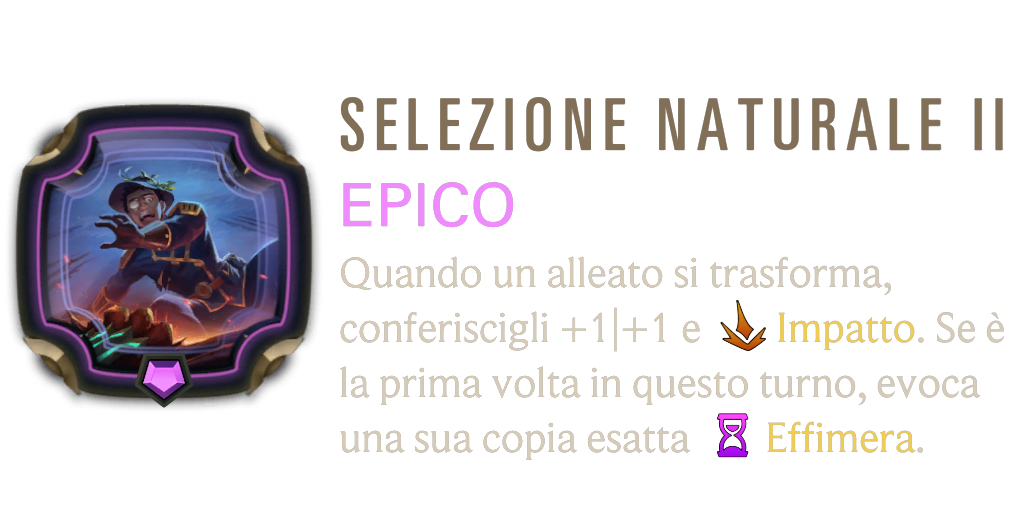 SELEZIONE NATURALE II
EPICO
Quando un alleato si trasforma,
conferiscigli +1|+1 e Impatto. Se è
la prima volta in questo turno, evoca
una sua copia esatta Effimera.